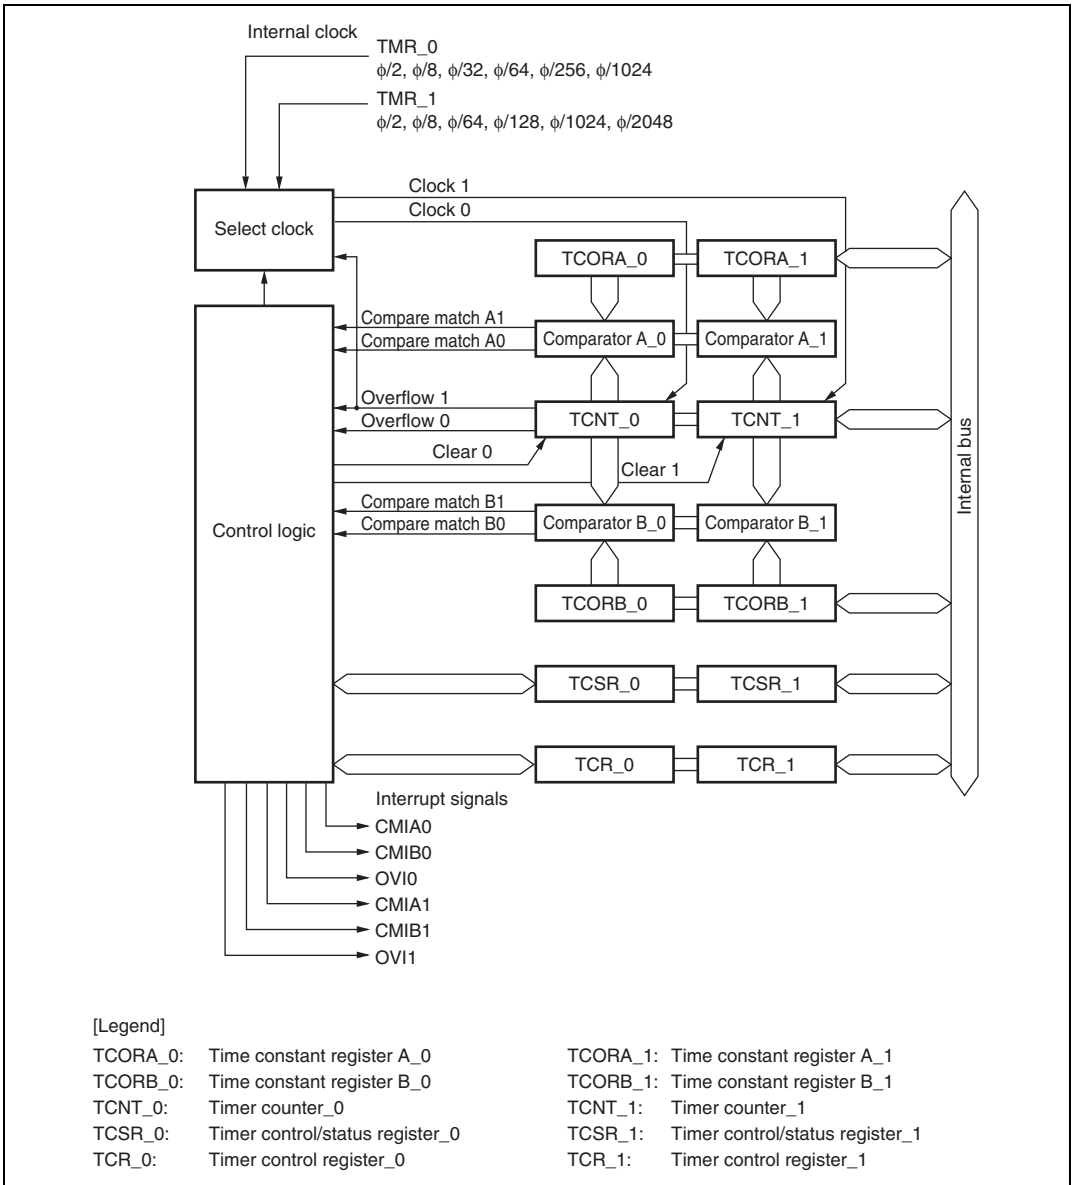 Internal clock
TMR_0
ϕ/2, ϕ/8, ϕ/32, ϕ/64, ϕ/256, ϕ/1024
TMR_1
ϕ/2, ϕ/8, ϕ/64, ϕ/128, ϕ/1024, ϕ/2048
Clock 1
Clock 0
Select clock
TCORA_0
TCORA_1
Compare match A1
Compare match A0
Comparator A_0
Comparator A_1
Overflow 1
Overflow 0
TCNT_0
TCNT_1
Clear 0
Clear 1
Internal bus
Compare match B1
Compare match B0
Control logic
Comparator B_0
Comparator B_1
TCORB_0
TCORB_1
TCSR_0
TCSR_1
TCR_0
TCR_1
Interrupt signals
CMIA0
CMIB0
OVI0
CMIA1
CMIB1
OVI1
[Legend]
TCORA_0: Time constant register A_0
TCORA_1: Time constant register A_1
TCORB_0: Time constant register B_0
TCORB_1: Time constant register B_1
TCNT_0: Timer counter_0
TCNT_1: Timer counter_1
TCSR_0: Timer control/status register_0
TCSR_1: Timer control/status register_1
TCR_0: Timer control register_0
TCR_1: Timer control register_1